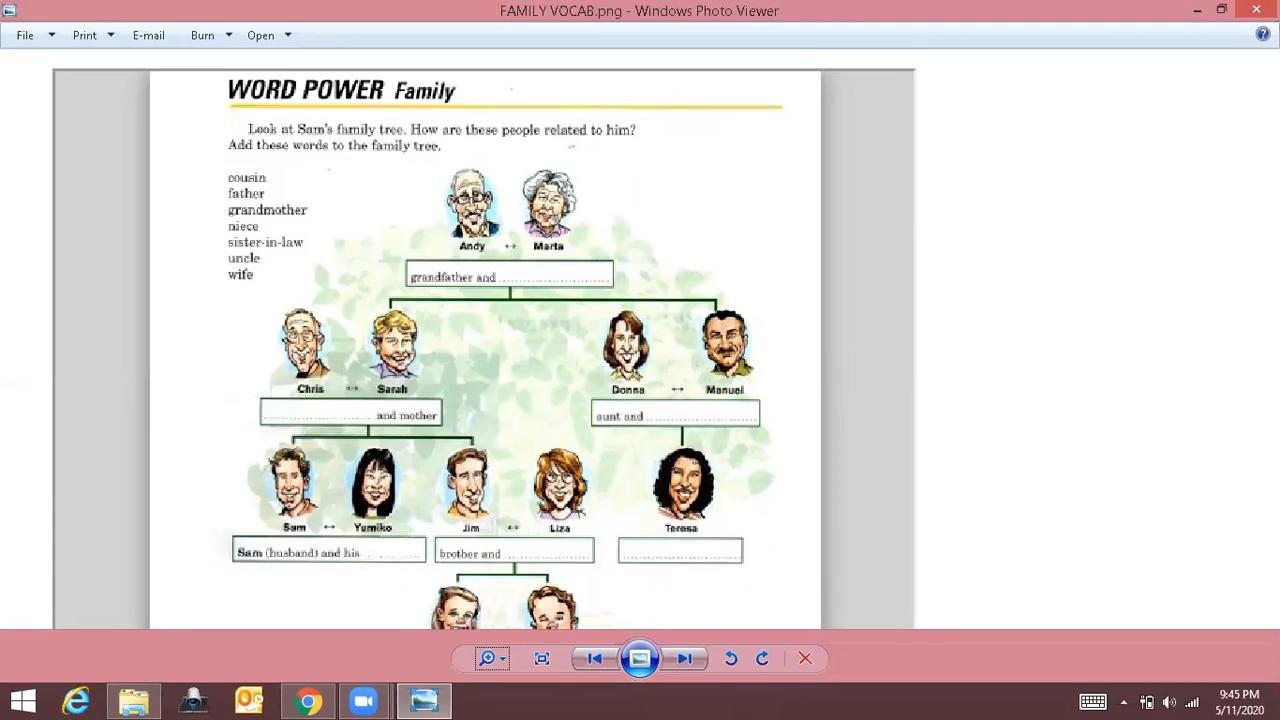 FAMILY VOCAB.png - Windows Photo Viewer
File Print E-mail Burn Open
WORD POWER Family
Look at Sam's family tree. How are these people related to him?
Add these words to the family tree.
cousin
father
grandmother
niece
sister-in-law
uncle
wife
Andy ↔ Marta
grandfather and ..........................
Chris ↔ Sarah
.......................... and mother
Donna ↔ Manuel
aunt and ..........................
Sam ↔ Yumiko
Jim ↔ Liza
Teresa
Sam (husband) and his ..............
brother and ....................
..........................
9:45 PM
5/11/2020